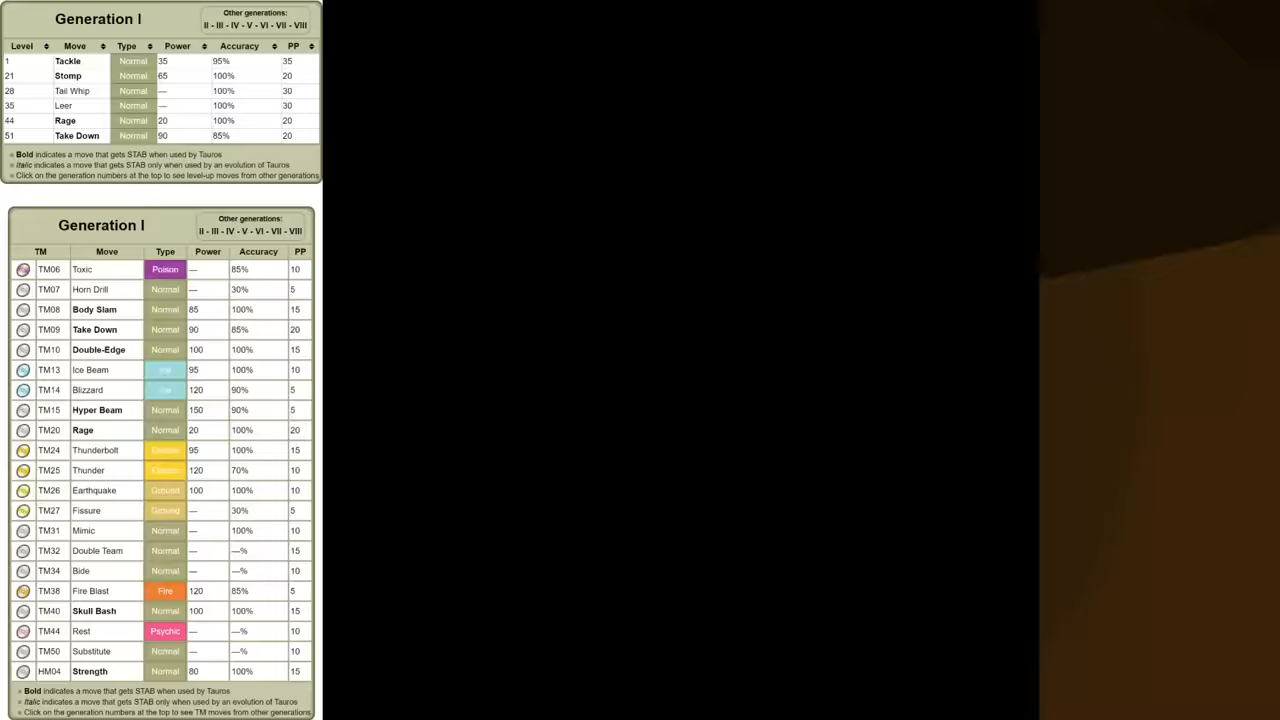 Generation I
Other generations:
II - III - IV - V - VI - VII - VIII
Level Move Type Power Accuracy PP
1 Tackle Normal 35 95% 35
21 Stomp Normal 65 100% 20
28 Tail Whip Normal — 100% 30
35 Leer Normal — 100% 30
44 Rage Normal 20 100% 20
51 Take Down Normal 90 85% 20
Bold indicates a move that gets STAB when used by Tauros
Italic indicates a move that gets STAB only when used by an evolution of Tauros
Click on the generation numbers at the top to see level-up moves from other generations
Generation I
Other generations:
II - III - IV - V - VI - VII - VIII
TM Move Type Power Accuracy PP
TM06 Toxic Poison — 85% 10
TM07 Horn Drill Normal — 30% 5
TM08 Body Slam Normal 85 100% 15
TM09 Take Down Normal 90 85% 20
TM10 Double-Edge Normal 100 100% 15
TM13 Ice Beam Ice 95 100% 10
TM14 Blizzard Ice 120 90% 5
TM15 Hyper Beam Normal 150 90% 5
TM20 Rage Normal 20 100% 20
TM24 Thunderbolt Electric 95 100% 15
TM25 Thunder Electric 120 70% 10
TM26 Earthquake Ground 100 100% 10
TM27 Fissure Ground — 30% 5
TM31 Mimic Normal — 100% 10
TM32 Double Team Normal — —% 15
TM34 Bide Normal — —% 10
TM38 Fire Blast Fire 120 85% 5
TM40 Skull Bash Normal 100 100% 15
TM44 Rest Psychic — —% 10
TM50 Substitute Normal — —% 10
HM04 Strength Normal 80 100% 15
Bold indicates a move that gets STAB when used by Tauros
Italic indicates a move that gets STAB only when used by an evolution of Tauros
Click on the generation numbers at the top to see TM moves from other generations